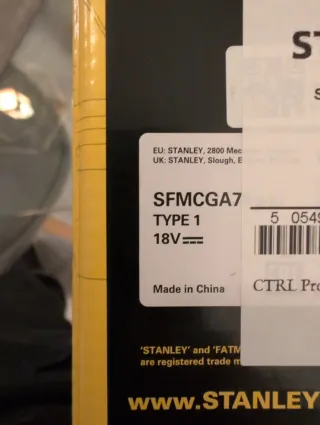 ST
S
EU: STANLEY, 2800 Mec
UK: STANLEY, Slough,
SFMCGA7
TYPE 1
18V
5 0549
Made in China
CTRL Pro
'STANLEY' and 'FATM
are registered trade m
www.STANLEY